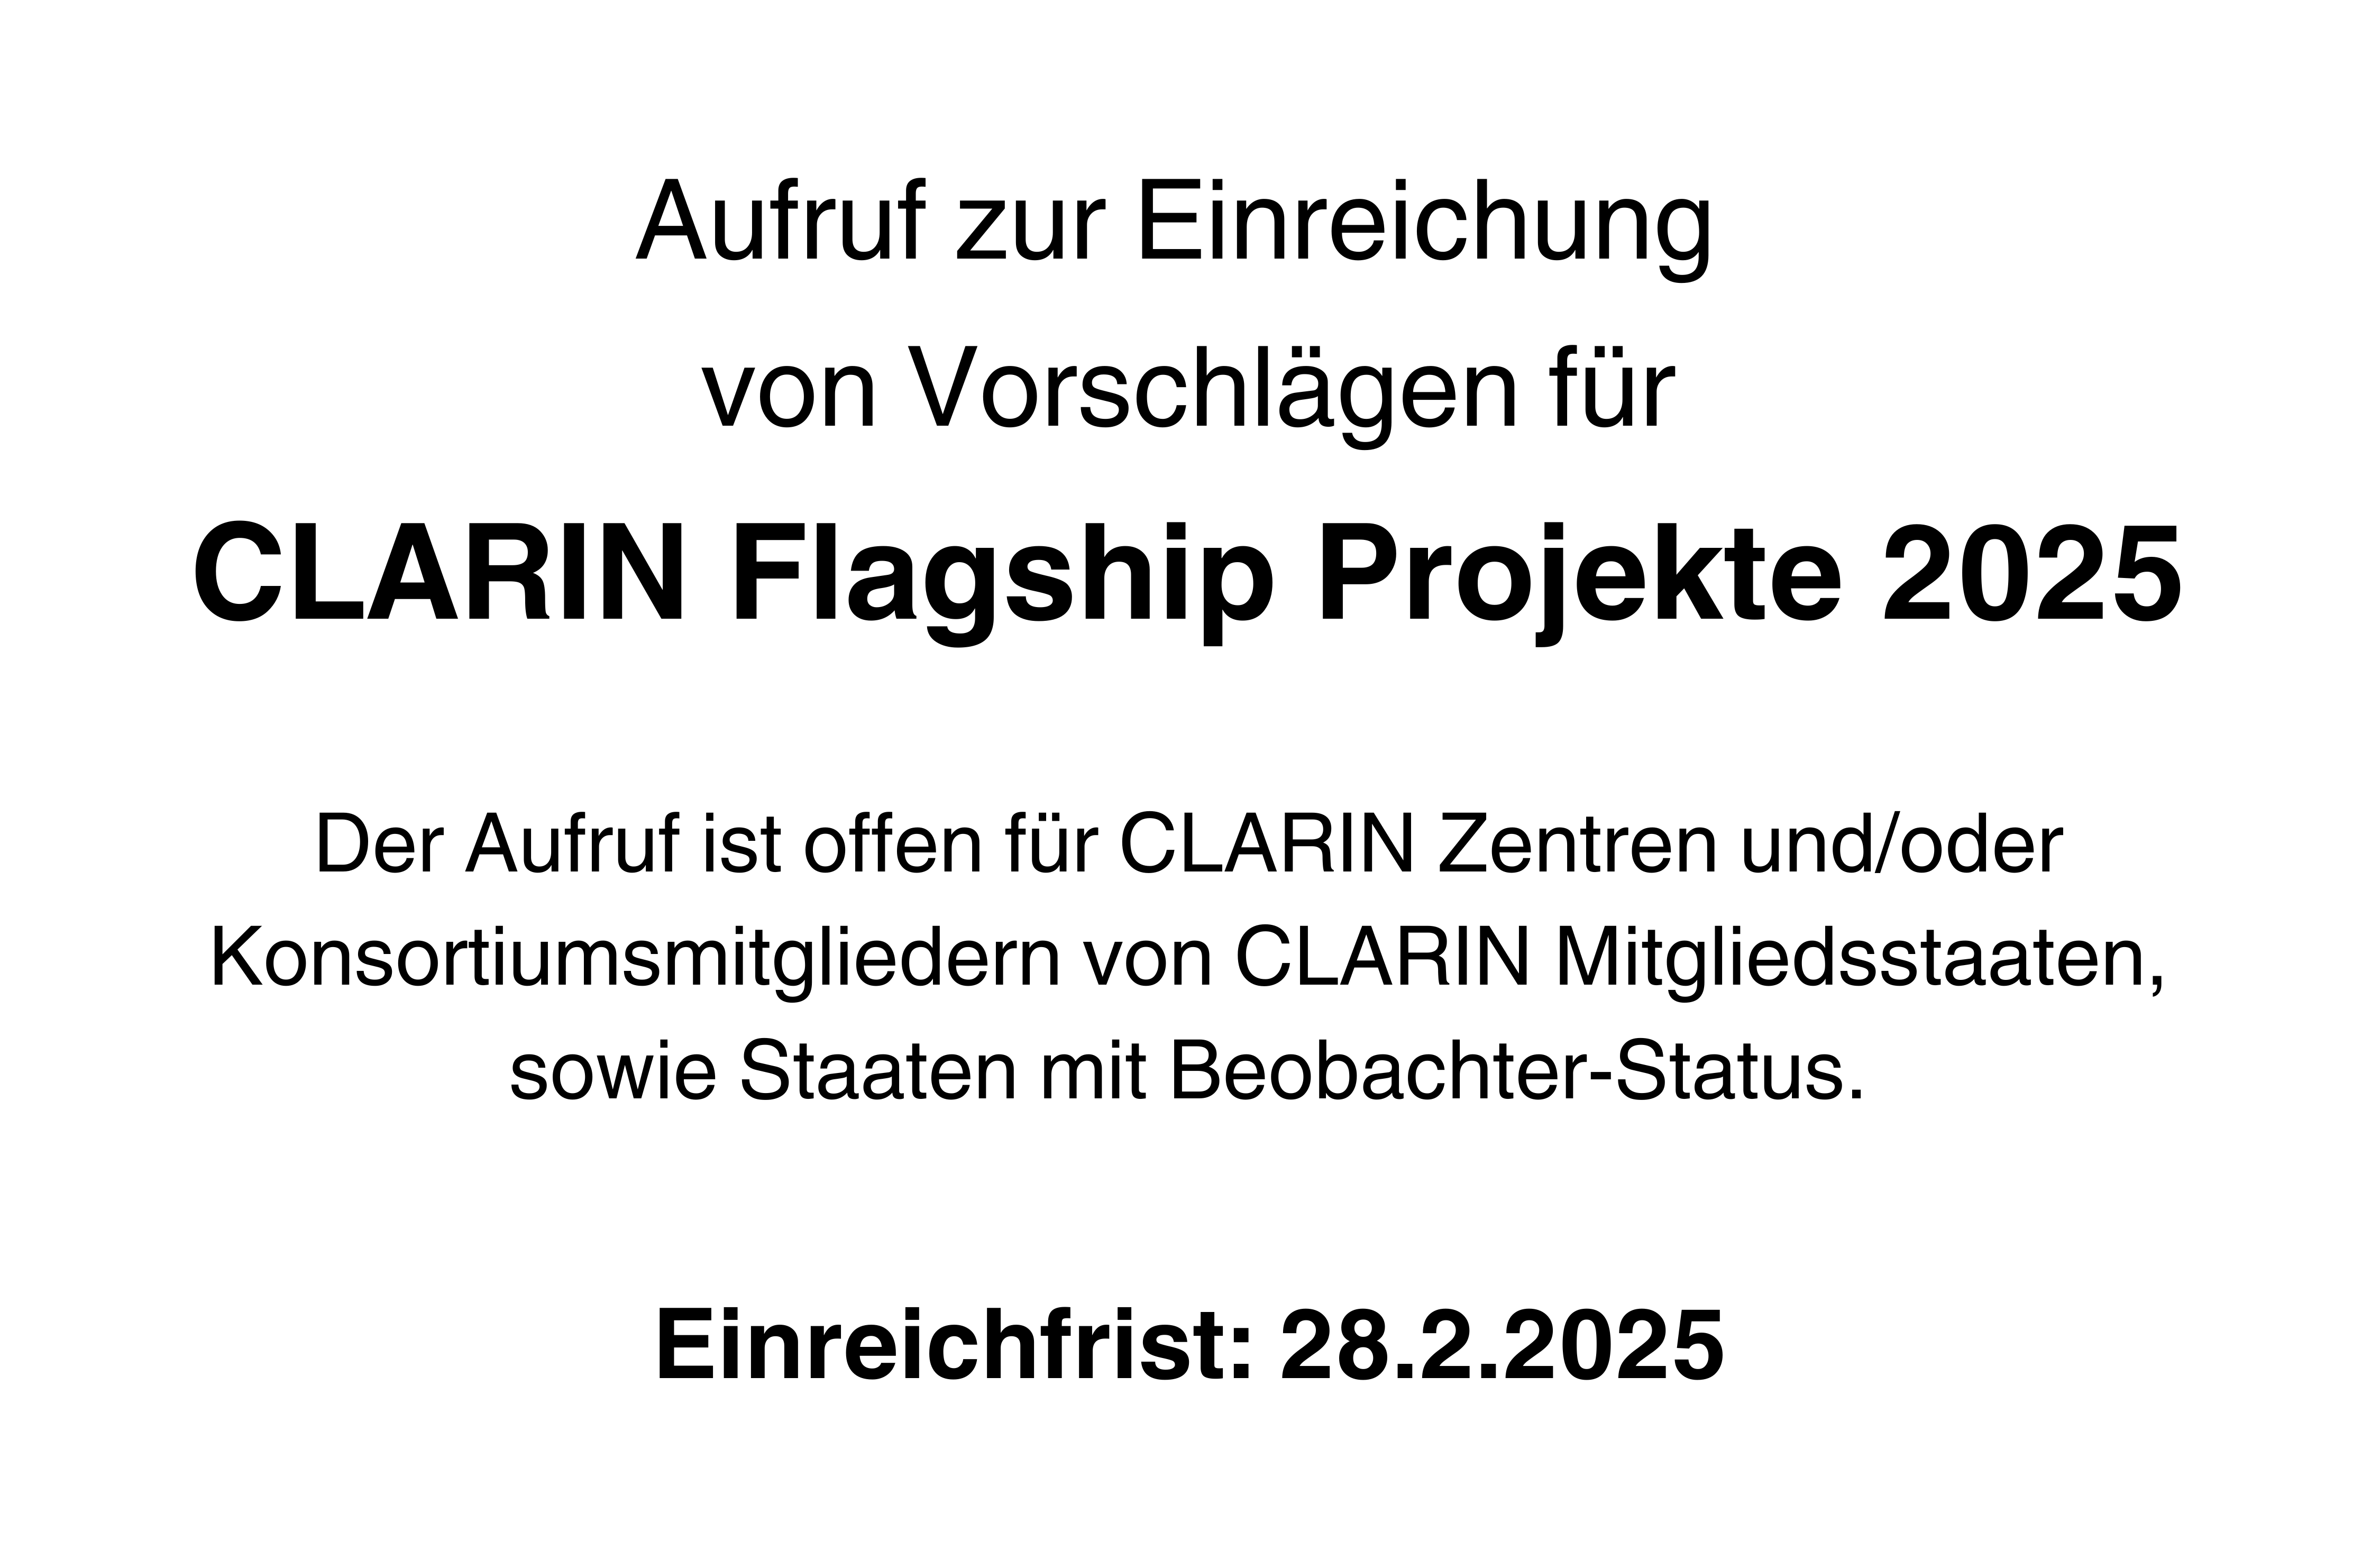 Aufruf zur Einreichung
von Vorschlägen für
CLARIN Flagship Projekte 2025
Der Aufruf ist offen für CLARIN Zentren und/oder
Konsortiumsmitgliedern von CLARIN Mitgliedsstaaten,
sowie Staaten mit Beobachter-Status.
Einreichfrist: 28.2.2025